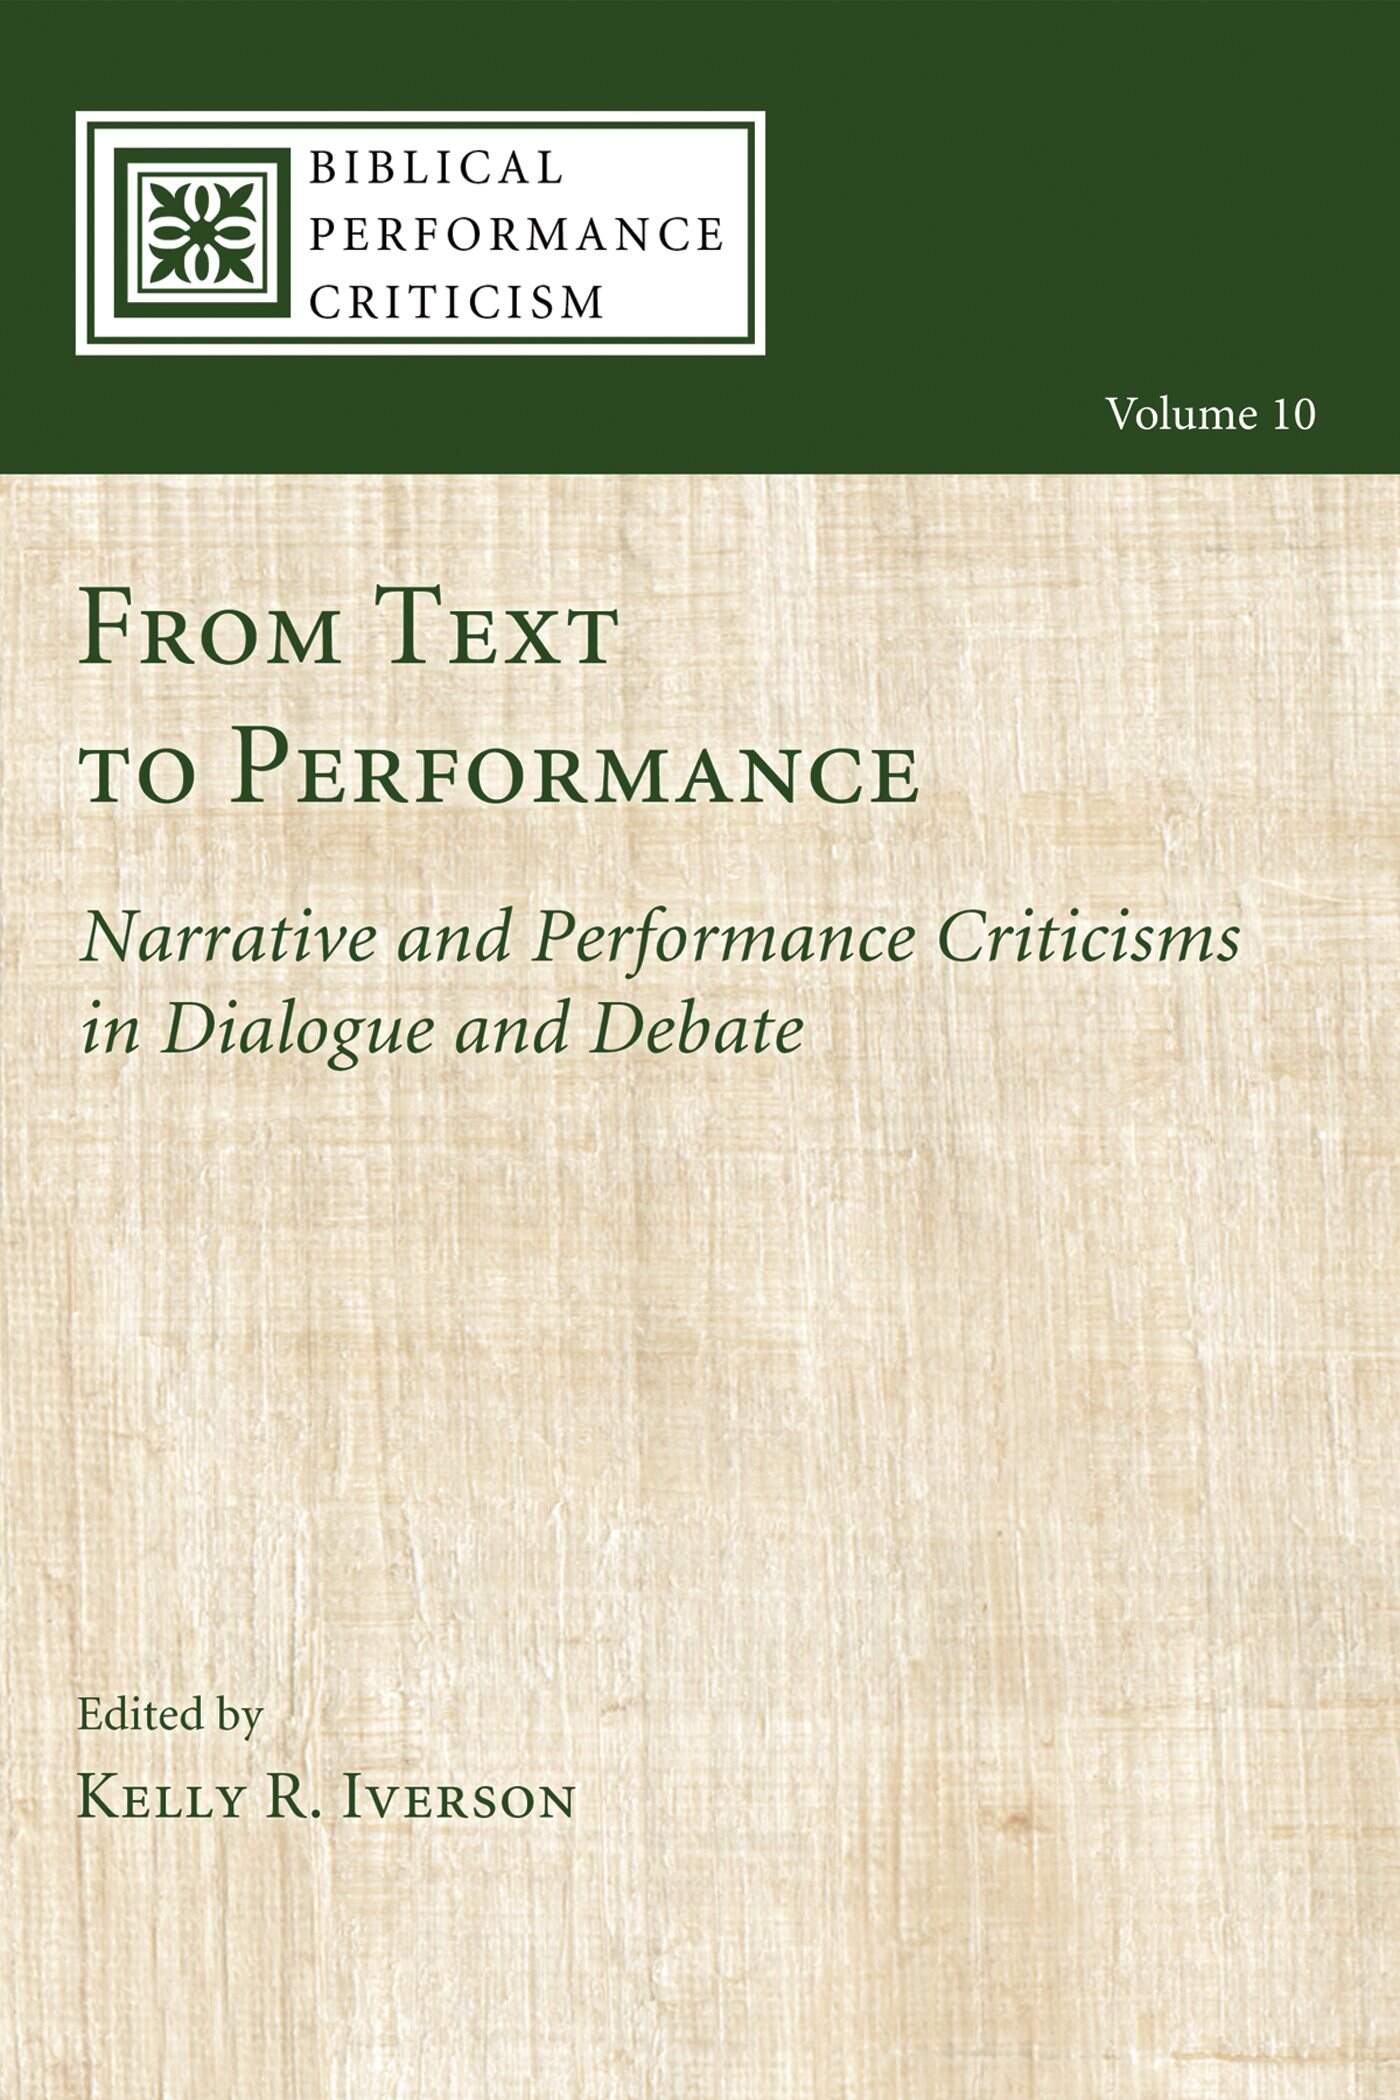 BIBLICAL
PERFORMANCE
CRITICISM
Volume 10
From Text
to Performance
Narrative and Performance Criticisms
in Dialogue and Debate
Edited by
Kelly R. Iverson